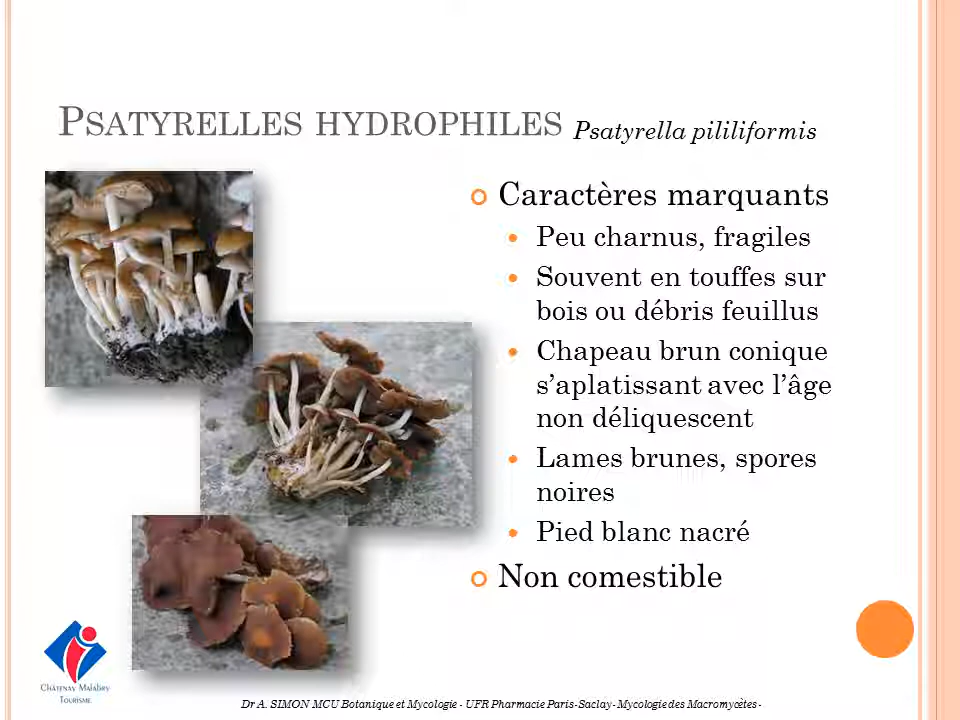 PSATYRELLES HYDROPHILES Psatyrella pililiformis
Caractères marquants
Peu charnus, fragiles
Souvent en touffes sur
bois ou débris feuillus
Chapeau brun conique
s'aplatissant avec l'âge
non déliquescent
Lames brunes, spores
noires
Pied blanc nacré
Non comestible
Châtenay Malabry
Tourisme
Dr A. SIMON MCU Botanique et Mycologie - UFR Pharmacie Paris-Saclay- Mycologie des Macromycètes -